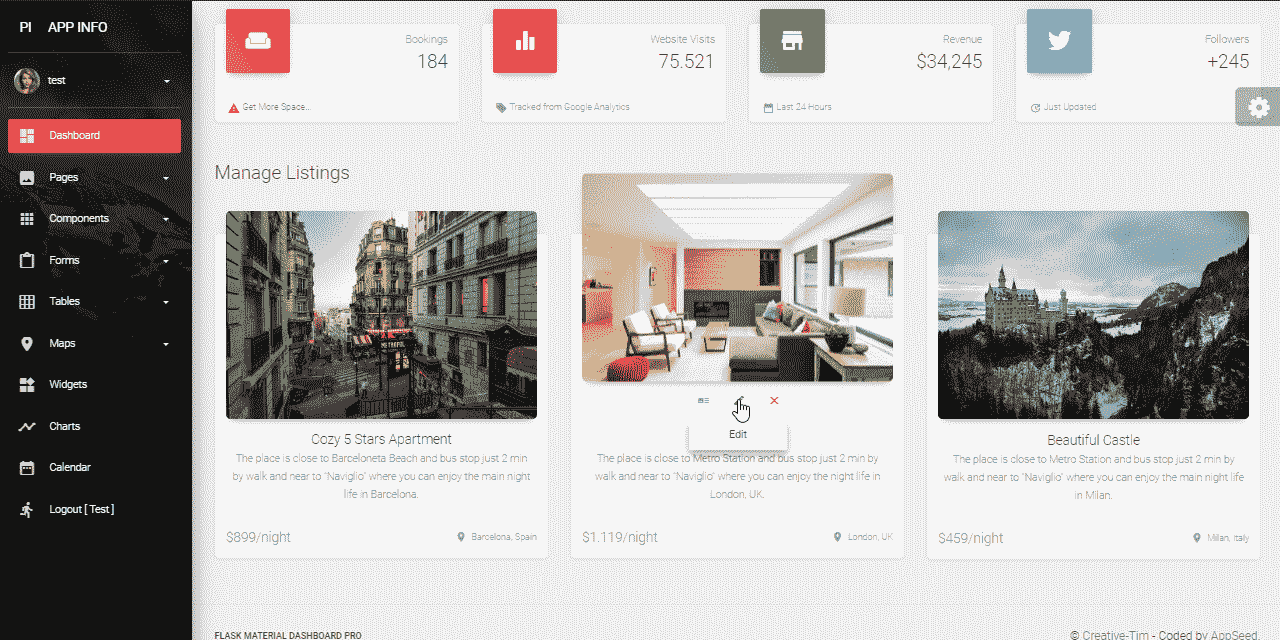 PI APP INFO
test
Dashboard
Pages
Components
Forms
Tables
Maps
Widgets
Charts
Calendar
Logout [ Test ]
Bookings
184
Get More Space...
Website Visits
75.521
Tracked from Google Analytics
Revenue
$34,245
Last 24 Hours
Followers
+245
Just Updated
Manage Listings
Cozy 5 Stars Apartment
The place is close to Barceloneta Beach and bus stop just 2 min
by walk and near to "Naviglio" where you can enjoy the main night
life in Barcelona.
$899/night
Barcelona, Spain
Edit
The place is close to Metro Station and bus stop just 2 min by
walk and near to "Naviglio" where you can enjoy the night life in
London, UK.
$1.119/night
London, UK
Beautiful Castle
The place is close to Metro Station and bus stop just 2 min by
walk and near to "Naviglio" where you can enjoy the main night life
in Milan.
$459/night
Milan, Italy
FLASK MATERIAL DASHBOARD PRO
© Creative-Tim - Coded by AppSeed.